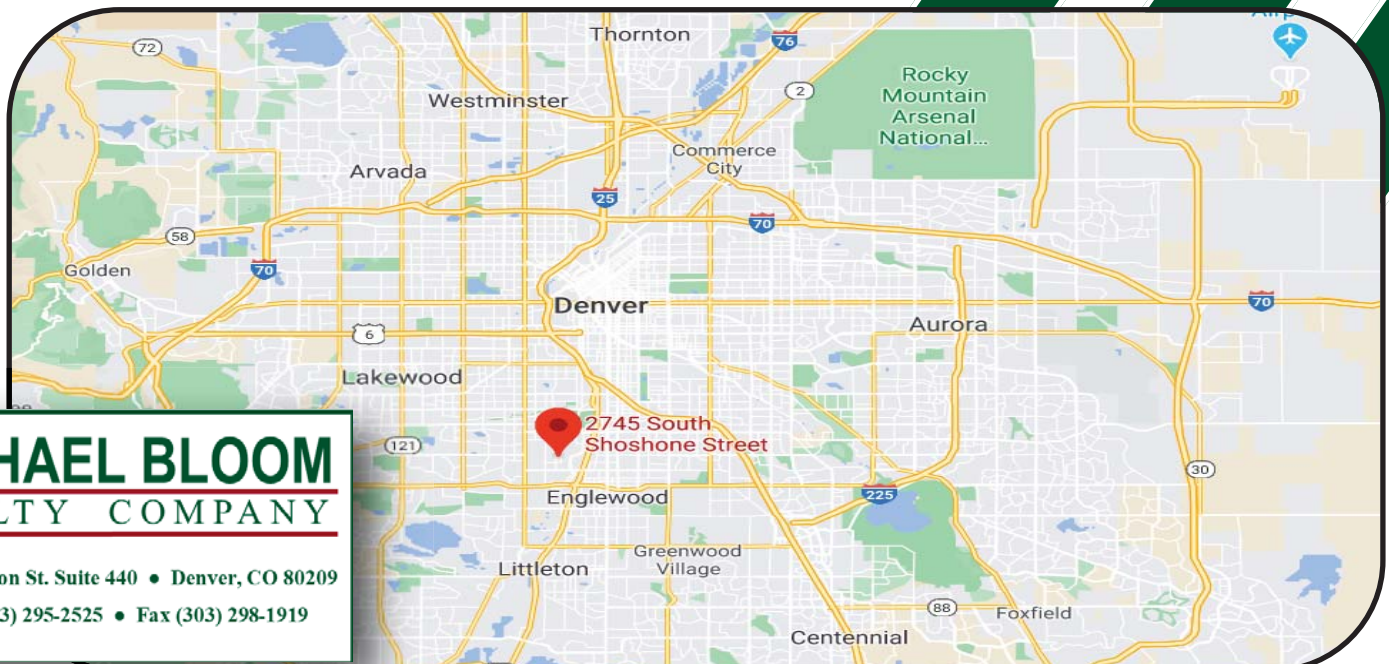 Thornton
76
72
Rocky
Mountain
Arsenal
National...
2
Westminster
Commerce
City
Arvada
25
70
58
Golden
70
Denver
70
Aurora
6
Lakewood
2745 South
Shoshone Street
121
HAEL BLOOM
LTY COMPANY
30
225
Englewood
Greenwood
Village
Littleton
on St. Suite 440 ● Denver, CO 80209
3) 295-2525 ● Fax (303) 298-1919
88
Foxfield
Centennial